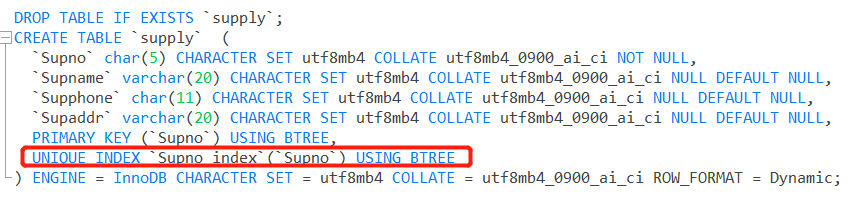 DROP TABLE IF EXISTS `supply`;
CREATE TABLE `supply`  (
  `Supno` char(5) CHARACTER SET utf8mb4 COLLATE utf8mb4_0900_ai_ci NOT NULL,
  `Supname` varchar(20) CHARACTER SET utf8mb4 COLLATE utf8mb4_0900_ai_ci NULL DEFAULT NULL,
  `Supphone` char(11) CHARACTER SET utf8mb4 COLLATE utf8mb4_0900_ai_ci NULL DEFAULT NULL,
  `Supaddr` varchar(20) CHARACTER SET utf8mb4 COLLATE utf8mb4_0900_ai_ci NULL DEFAULT NULL,
  PRIMARY KEY (`Supno`) USING BTREE,
  UNIQUE INDEX `Supno_index`(`Supno`) USING BTREE
) ENGINE = InnoDB CHARACTER SET = utf8mb4 COLLATE = utf8mb4_0900_ai_ci ROW_FORMAT = Dynamic;